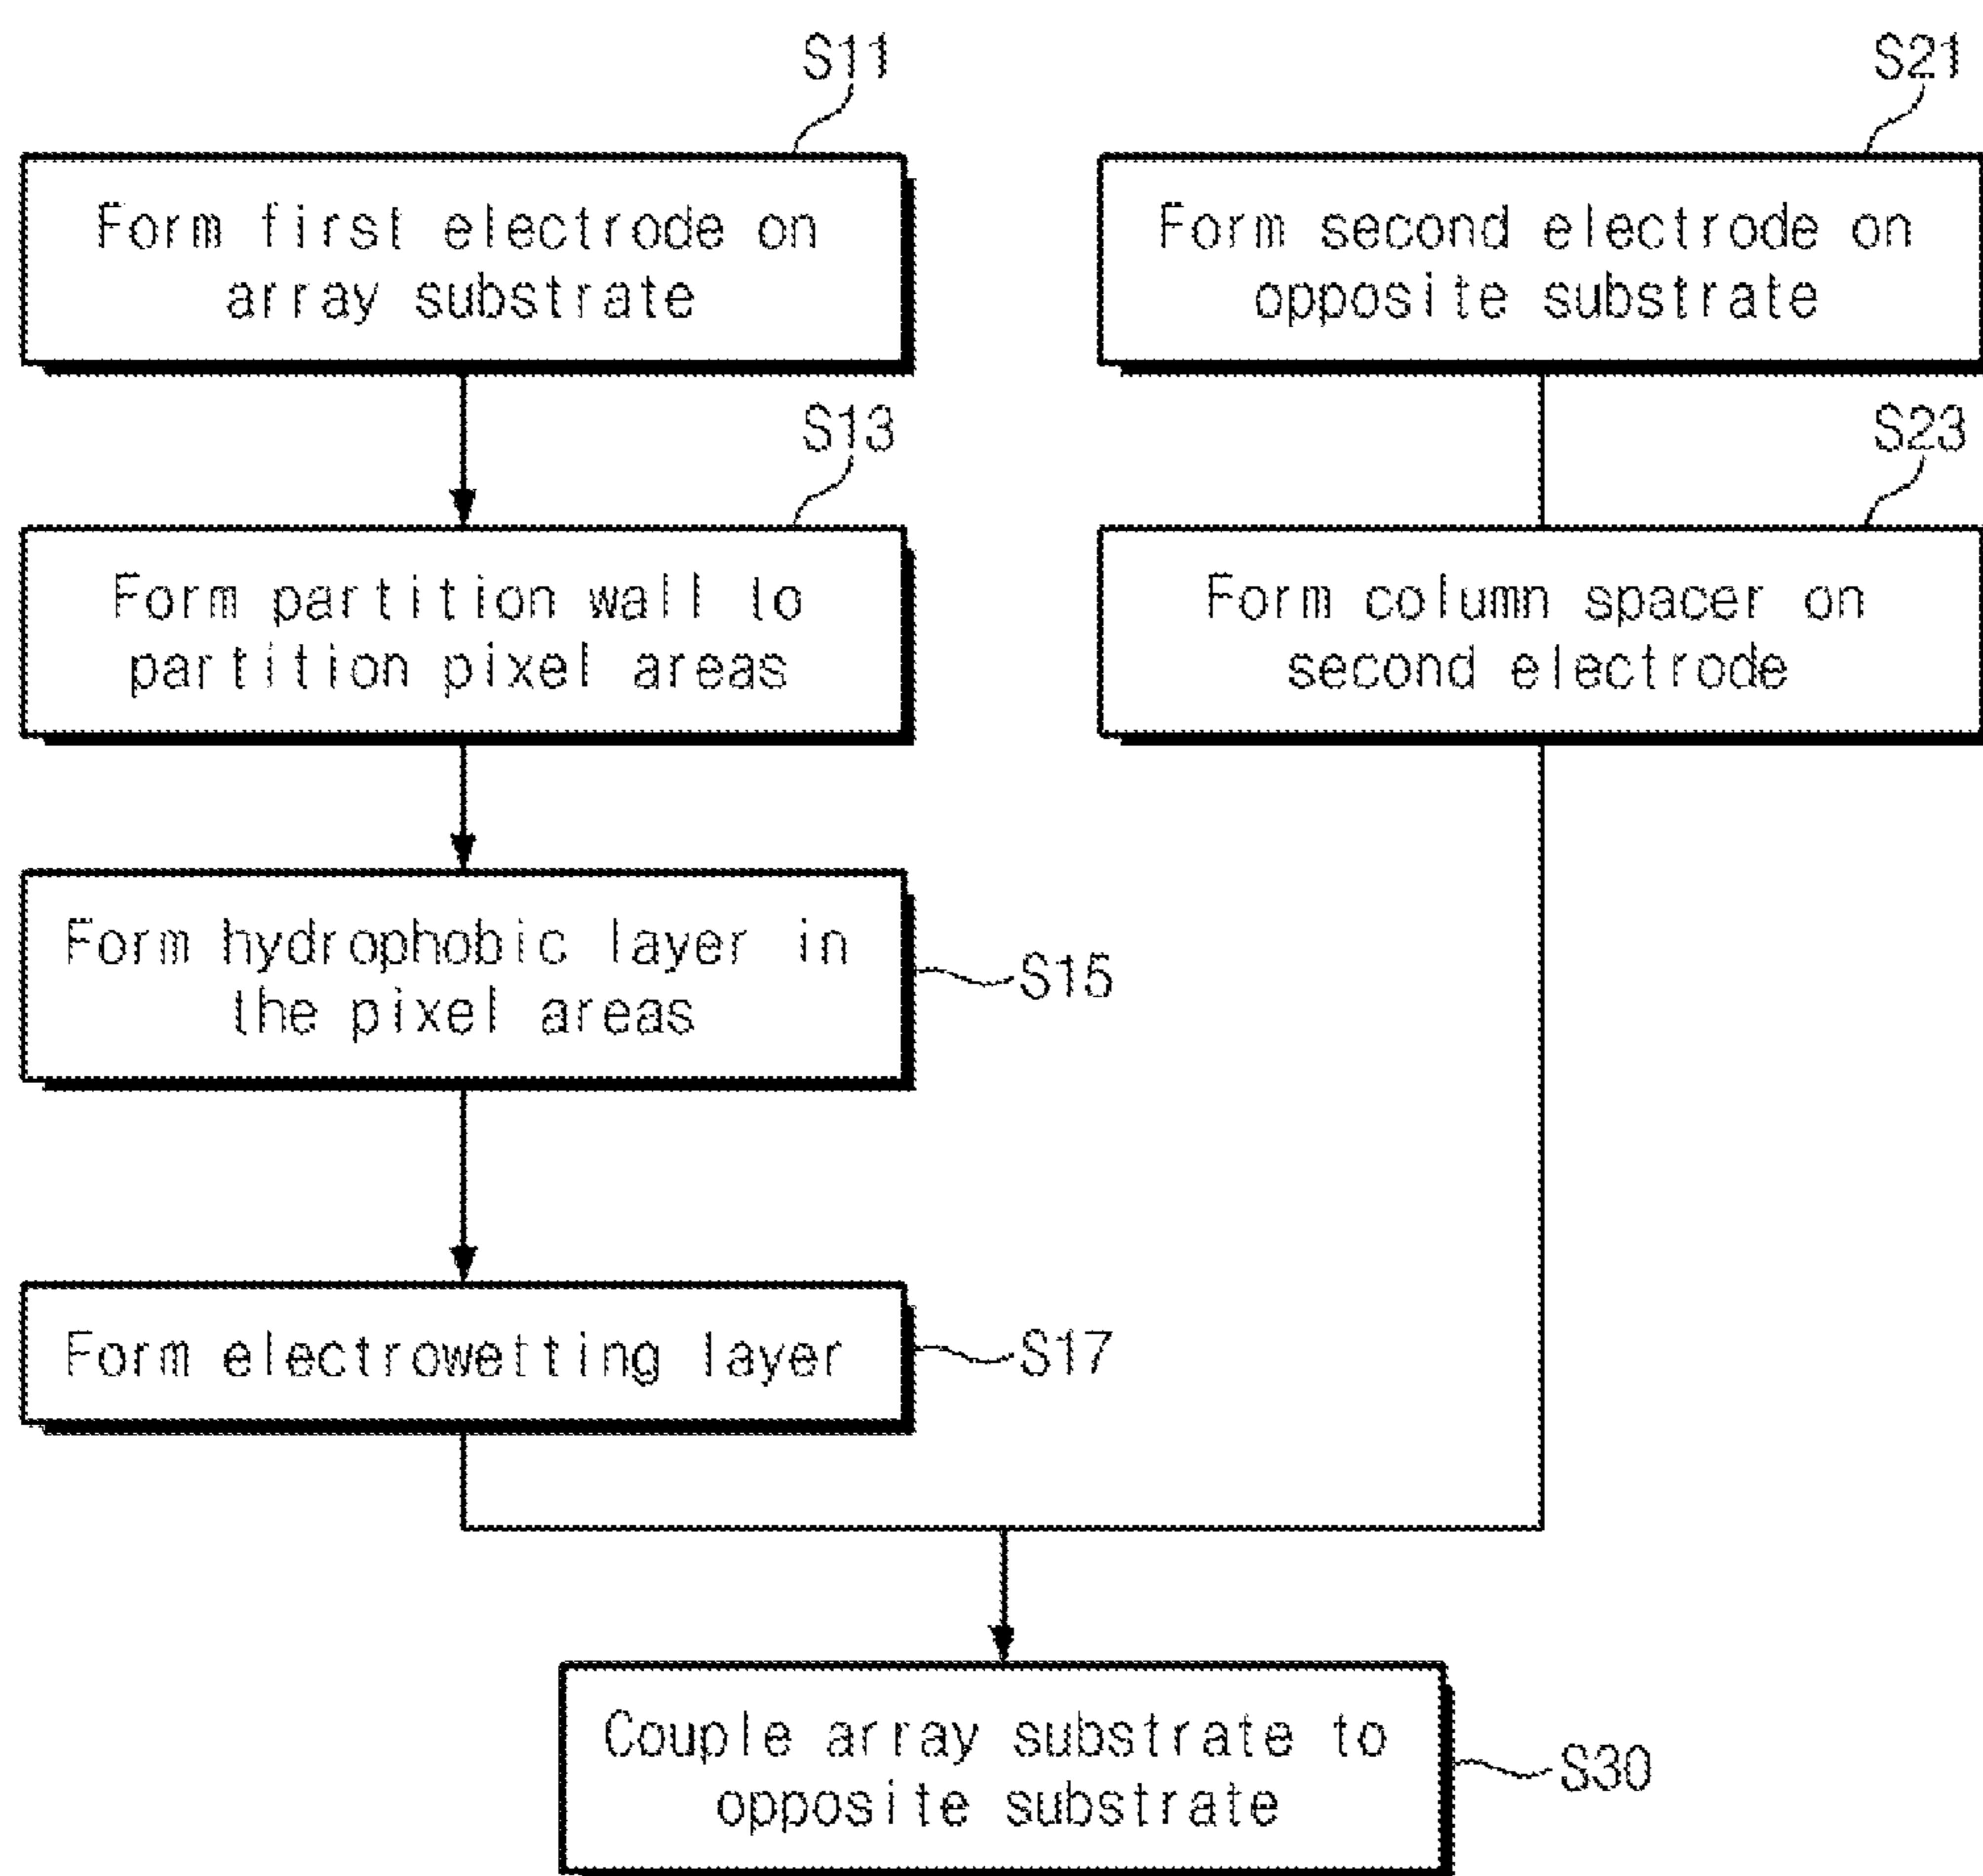 S11
Form first electrode on
array substrate
S13
Form partition wall to
partition pixel areas
Form hydrophobic layer in
the pixel areas
S15
Form electrowetting layer
S17
S21
Form second electrode on
opposite substrate
S23
Form column spacer on
second electrode
Couple array substrate to
opposite substrate
S30